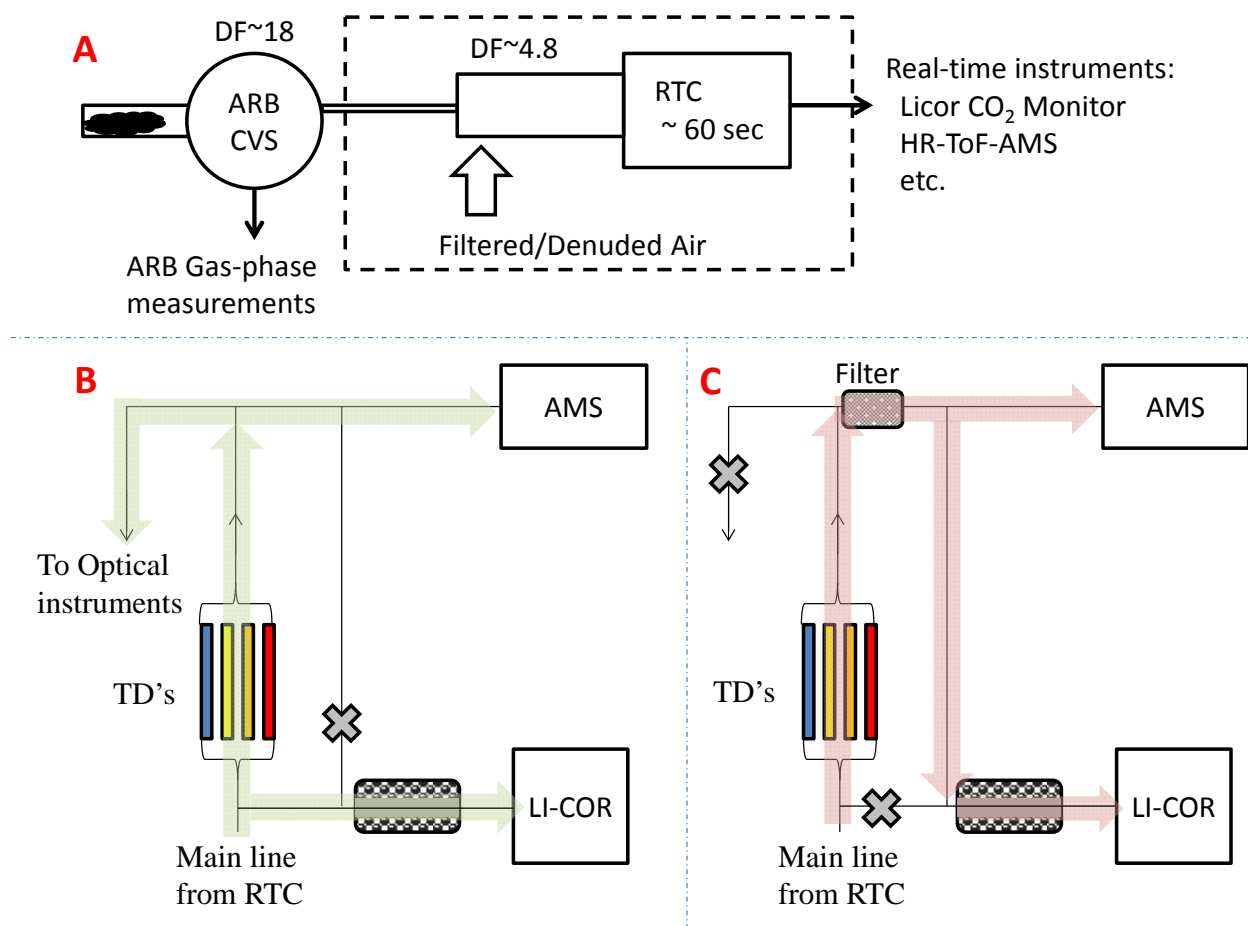 A
DF~18
ARB
CVS
ARB Gas-phase
measurements
DF~4.8
RTC
~ 60 sec
Filtered/Denuded Air
Real-time instruments:
Licor CO₂ Monitor
HR-ToF-AMS
etc.
B
AMS
To Optical
instruments
TD's
LI-COR
Main line
from RTC
C
Filter
AMS
TD's
LI-COR
Main line
from RTC